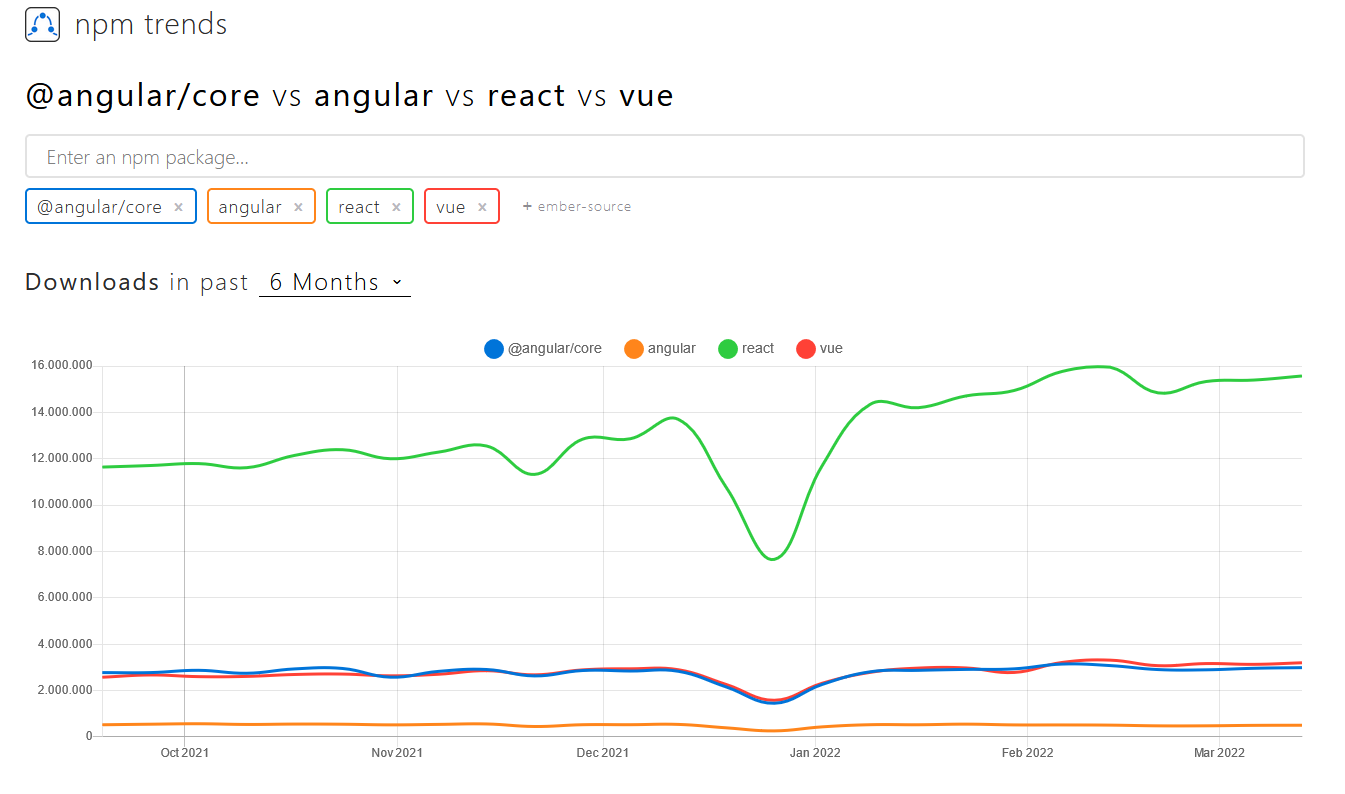 npm trends
@angular/core vs angular vs react vs vue
Enter an npm package...
@angular/core × angular × react × vue × + ember-source
Downloads in past 6 Months
@angular/core angular react vue
16.000.000
14.000.000
12.000.000
10.000.000
8.000.000
6.000.000
4.000.000
2.000.000
0
Oct 2021 Nov 2021 Dec 2021 Jan 2022 Feb 2022 Mar 2022